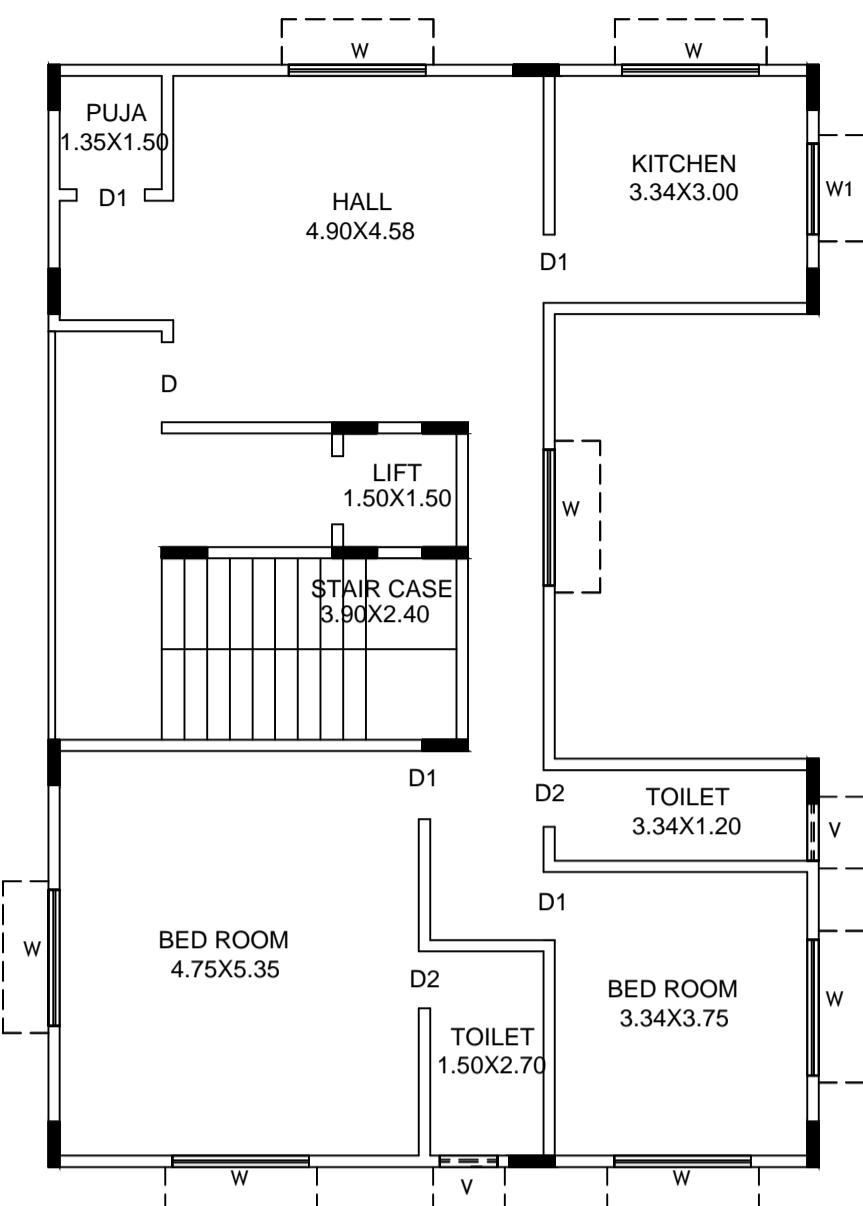 W
W
PUJA
1.35X1.50
D1
HALL
4.90X4.58
KITCHEN
3.34X3.00
W1
D1
D
LIFT
1.50X1.50
W
STAIR CASE
3.90X2.40
D1
D2
TOILET
3.34X1.20
V
D1
BED ROOM
4.75X5.35
W
D2
BED ROOM
3.34X3.75
W
TOILET
1.50X2.70
W
V
W